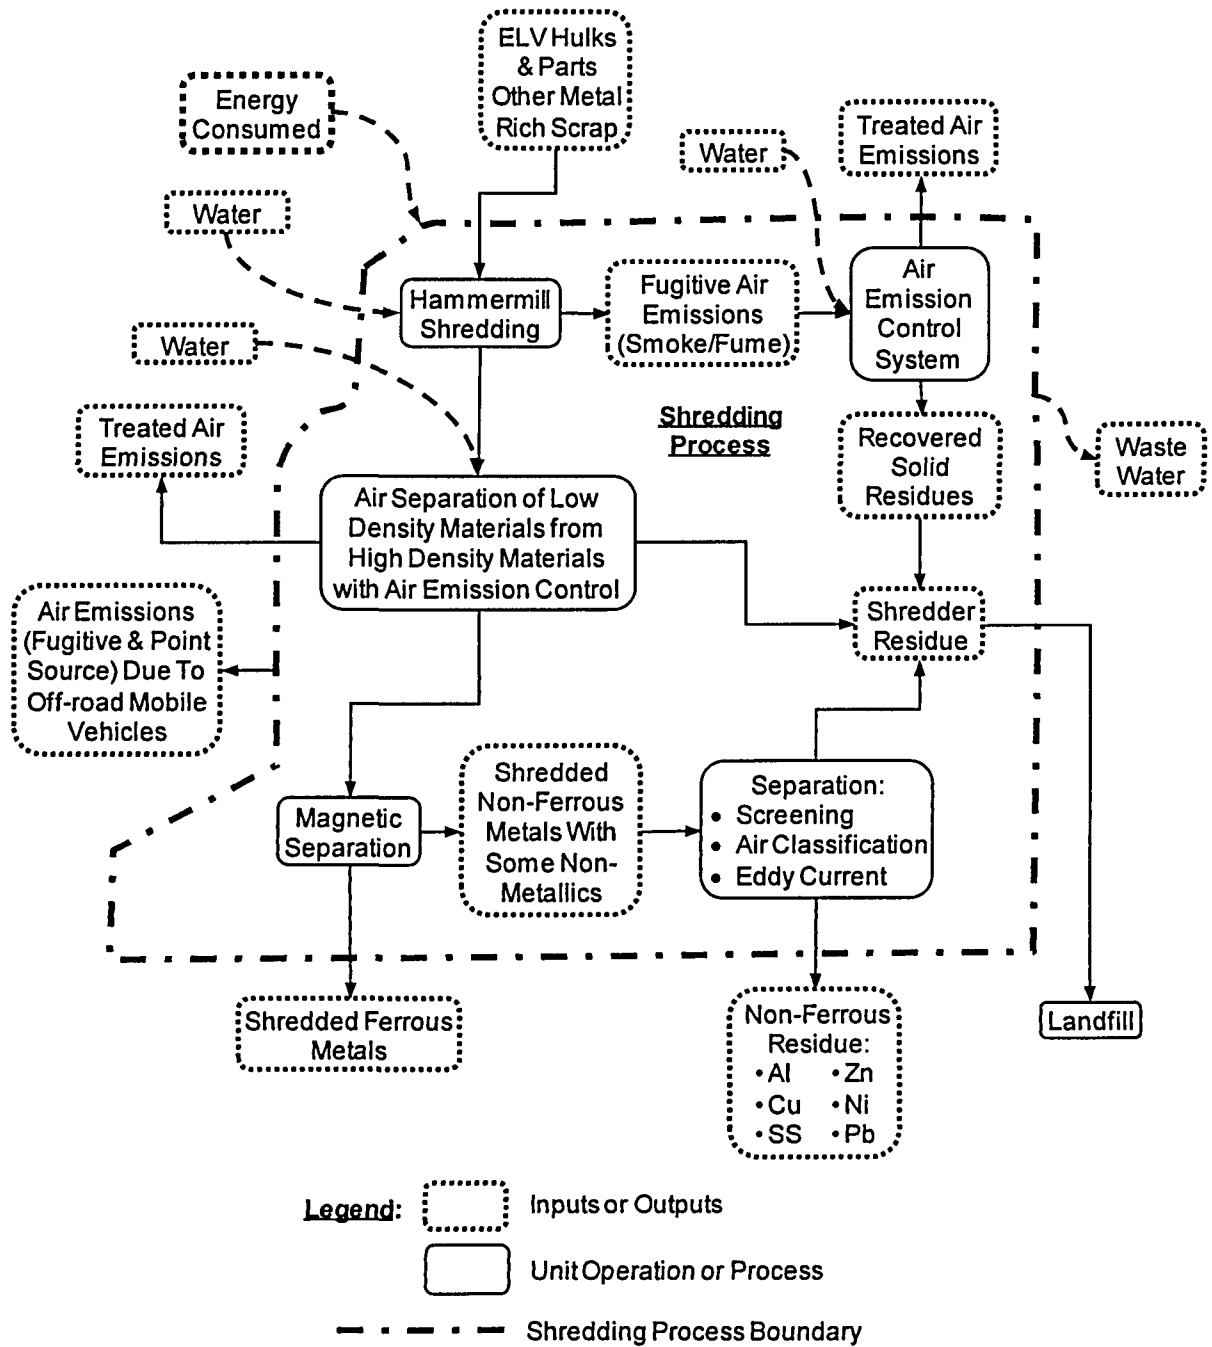 ELV Hulks
& Parts
Other Metal
Rich Scrap
Energy
Consumed
Water
Treated Air
Emissions
Water
Hammermill
Shredding
Fugitive Air
Emissions
(Smoke/Fume)
Air
Emission
Control
System
Water
Treated Air
Emissions
Shredding
Process
Recovered
Solid
Residues
Waste
Water
Air Separation of Low
Density Materials from
High Density Materials
with Air Emission Control
Air Emissions
(Fugitive & Point
Source) Due To
Off-road Mobile
Vehicles
Shredder
Residue
Magnetic
Separation
Shredded
Non-Ferrous
Metals With
Some Non-
Metallics
Separation:
• Screening
• Air Classification
• Eddy Current
Shredded Ferrous
Metals
Non-Ferrous
Residue:
• Al • Zn
• Cu • Ni
• SS • Pb
Landfill
Legend: Inputs or Outputs
Unit Operation or Process
Shredding Process Boundary